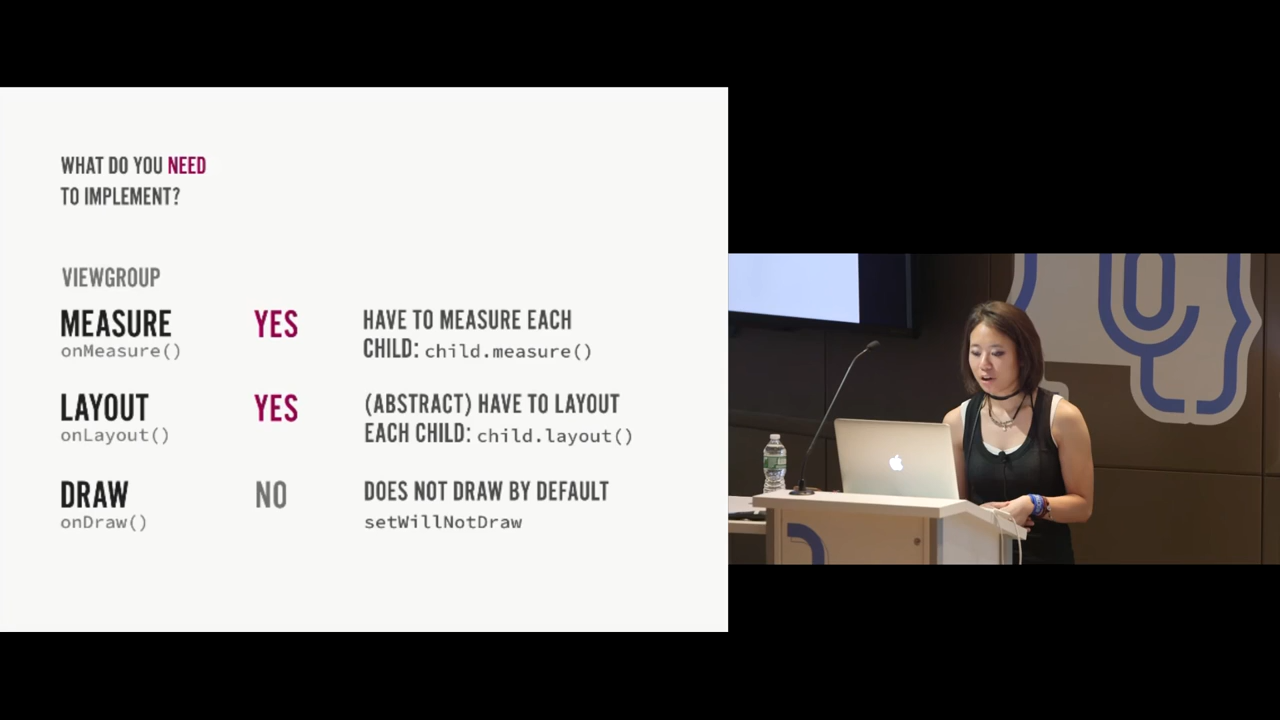 WHAT DO YOU NEED
TO IMPLEMENT?
VIEWGROUP
MEASURE
onMeasure()
YES
HAVE TO MEASURE EACH
CHILD: child.measure()
LAYOUT
onLayout()
YES
(ABSTRACT) HAVE TO LAYOUT
EACH CHILD: child.layout()
DRAW
onDraw()
NO
DOES NOT DRAW BY DEFAULT
setWillNotDraw